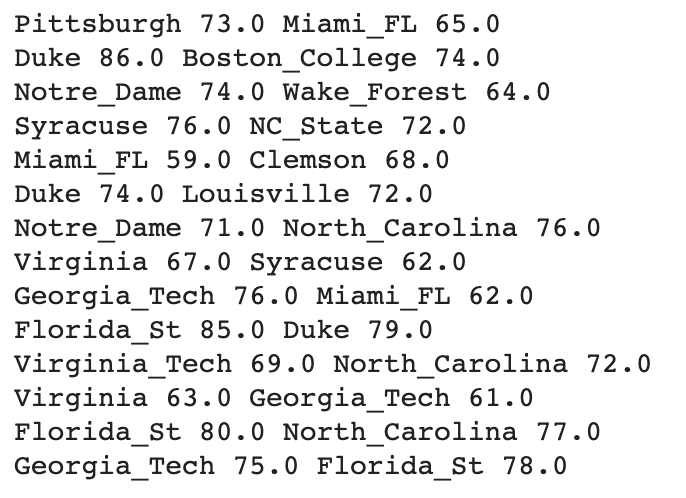 Pittsburgh 73.0 Miami_FL 65.0
Duke 86.0 Boston_College 74.0
Notre_Dame 74.0 Wake_Forest 64.0
Syracuse 76.0 NC_State 72.0
Miami_FL 59.0 Clemson 68.0
Duke 74.0 Louisville 72.0
Notre_Dame 71.0 North_Carolina 76.0
Virginia 67.0 Syracuse 62.0
Georgia_Tech 76.0 Miami_FL 62.0
Florida_St 85.0 Duke 79.0
Virginia_Tech 69.0 North_Carolina 72.0
Virginia 63.0 Georgia_Tech 61.0
Florida_St 80.0 North_Carolina 77.0
Georgia_Tech 75.0 Florida_St 78.0